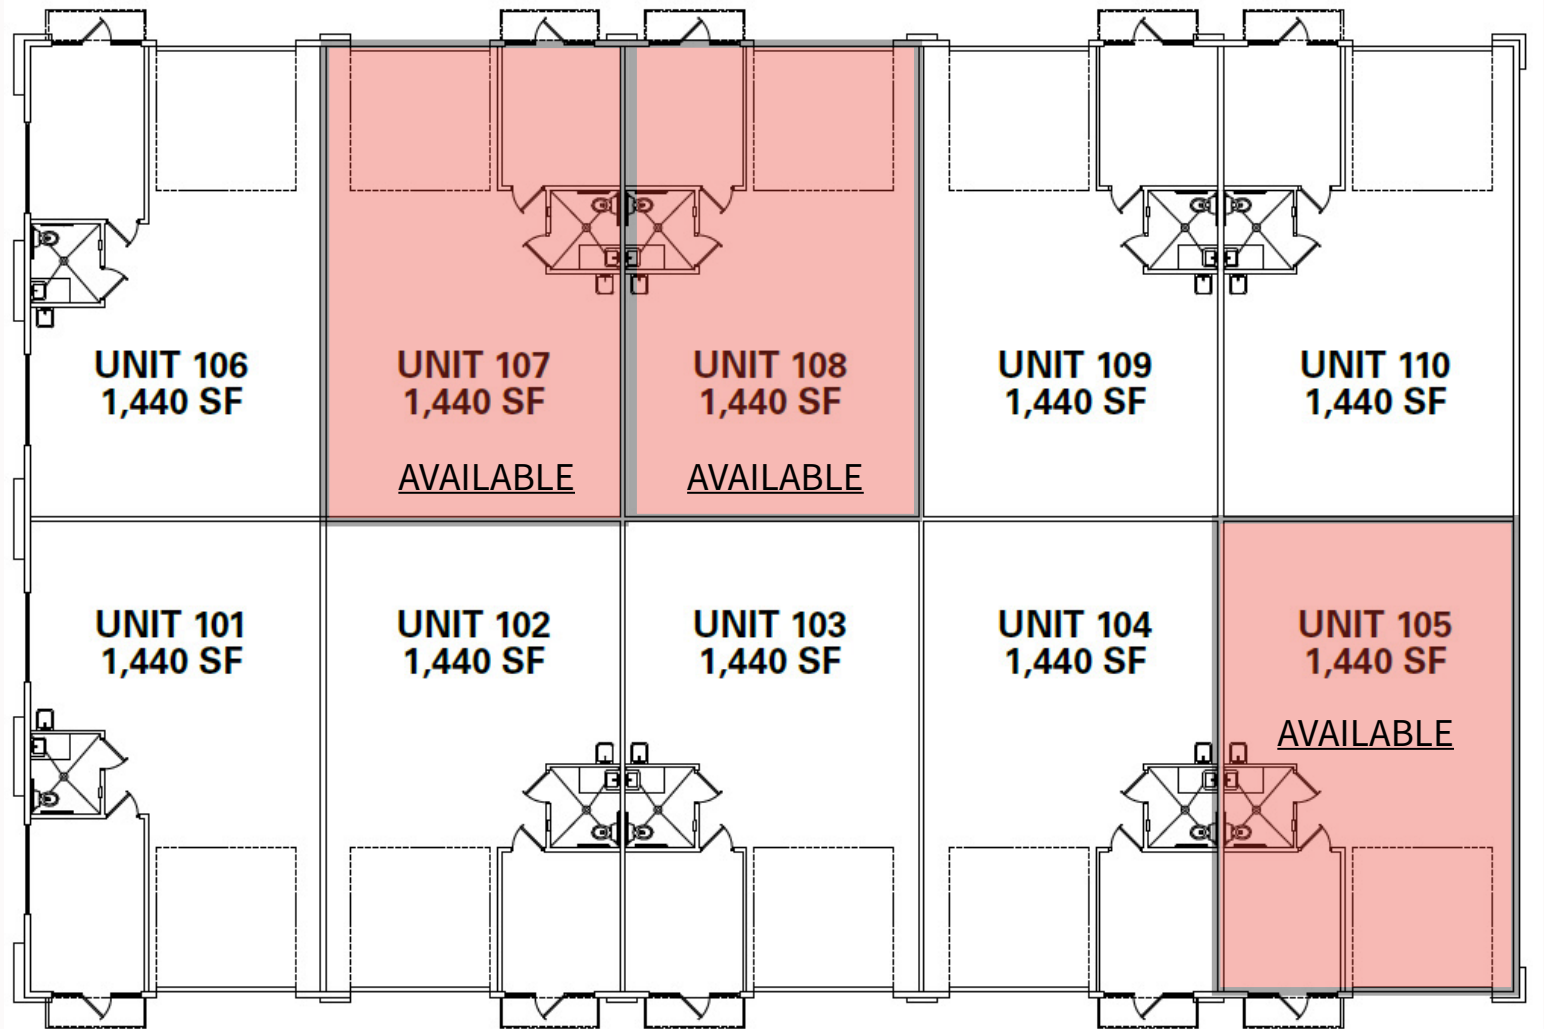 UNIT 106
1,440 SF
UNIT 107
1,440 SF
AVAILABLE
UNIT 108
1,440 SF
AVAILABLE
UNIT 109
1,440 SF
UNIT 110
1,440 SF
UNIT 101
1,440 SF
UNIT 102
1,440 SF
UNIT 103
1,440 SF
UNIT 104
1,440 SF
UNIT 105
1,440 SF
AVAILABLE